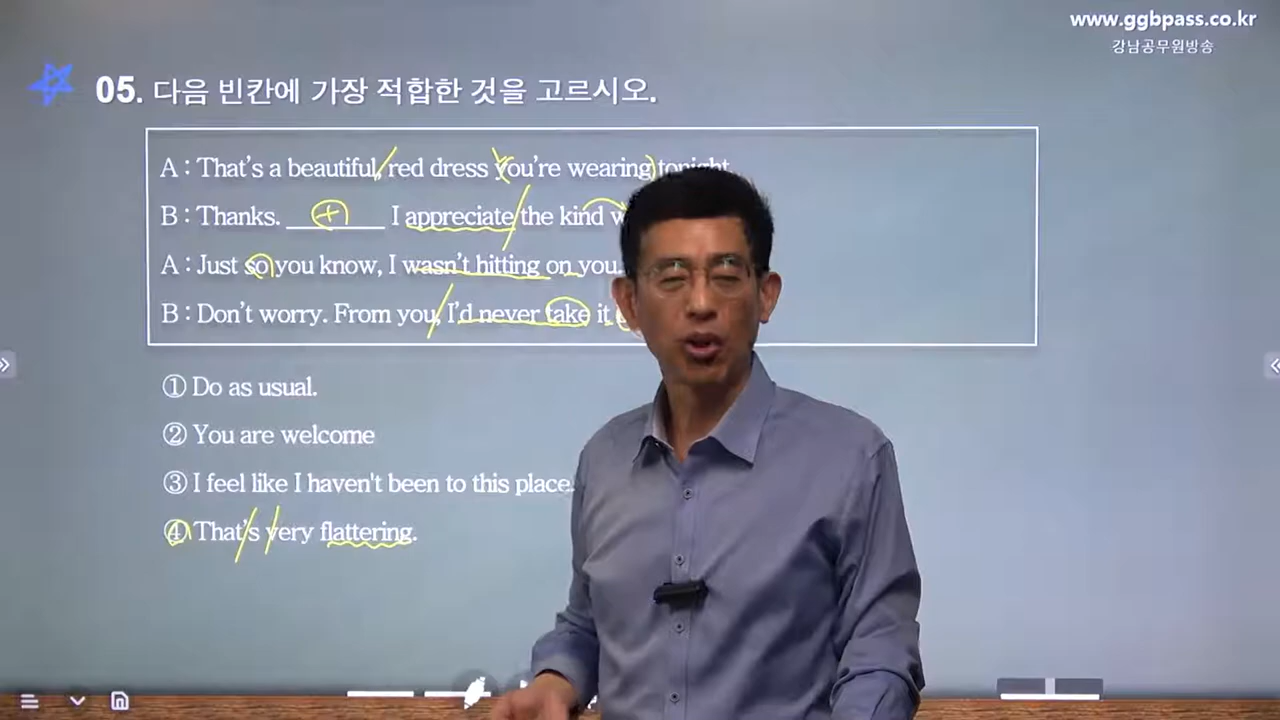 www.ggbpass.co.kr
강남공무원방송
05. 다음 빈칸에 가장 적합한 것을 고르시오.
A : That's a beautiful, red dress you're wearing tonight
B : Thanks. ________ I appreciate the kind
A : Just so you know, I wasn't hitting on you.
B : Don't worry. From you, I'd never take it
① Do as usual.
② You are welcome
③ I feel like I haven't been to this place.
④ That's very flattering.